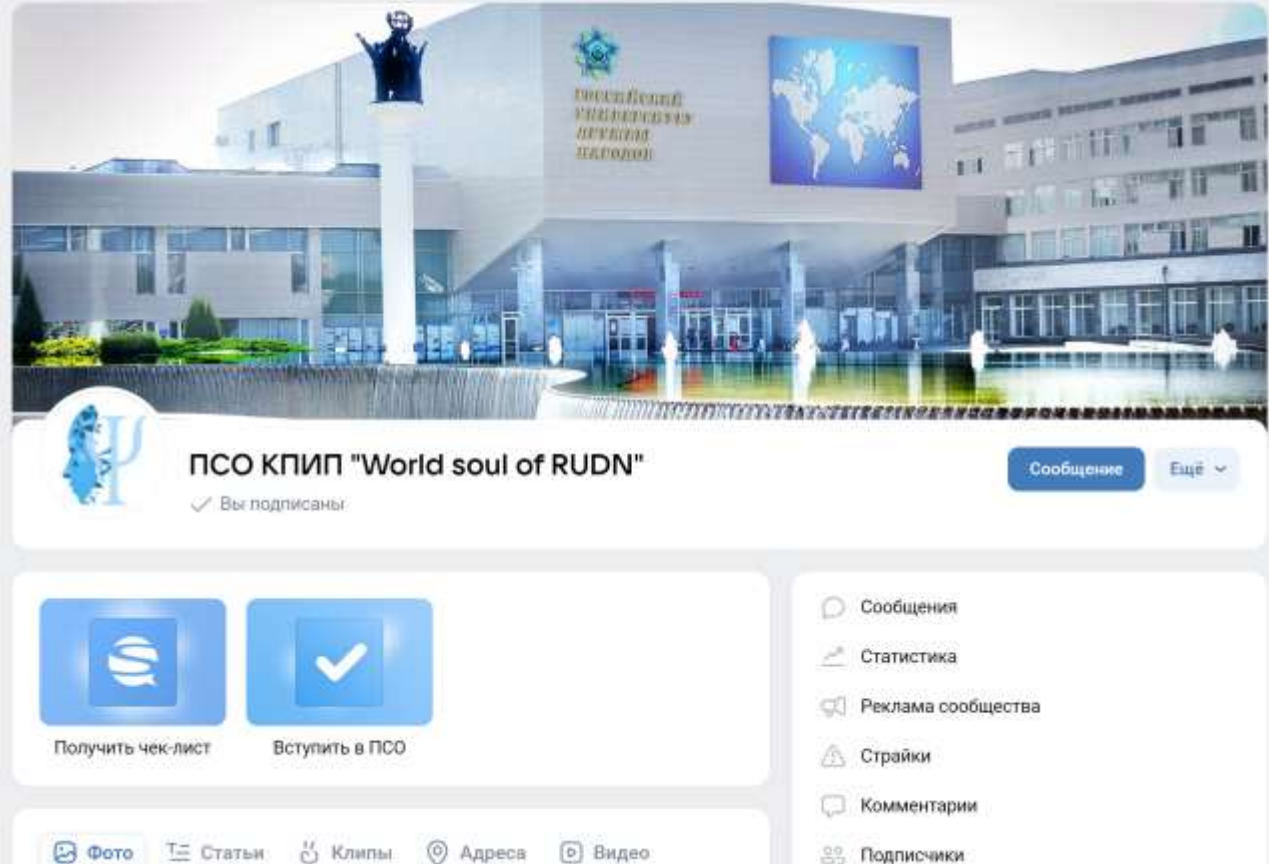 РОССИЙСКИЙ
УНИВЕРСИТЕТ
ДРУЖБЫ
НАРОДОВ
ПСО КПИП "World soul of RUDN"
Вы подписаны
Сообщение
Ещё
Получить чек-лист
Вступить в ПСО
Сообщения
Статистика
Реклама сообщества
Страйки
Комментарии
Подписчики
Фото
Статьи
Клипы
Адреса
Видео